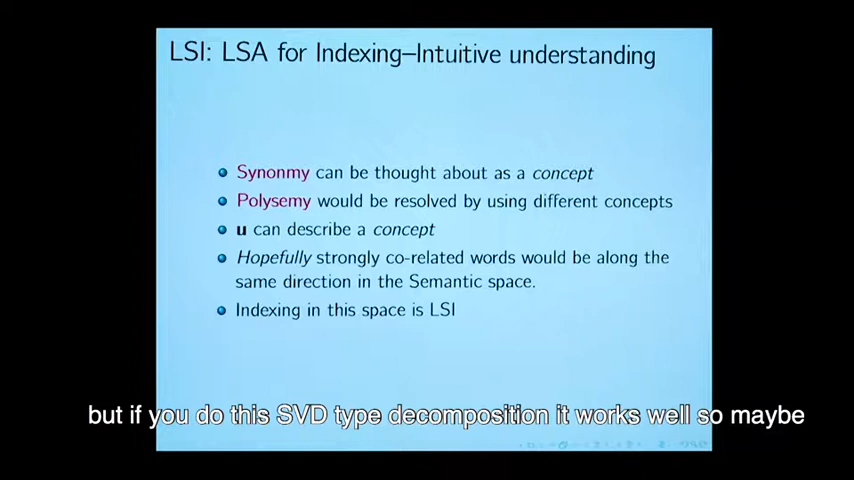 LSI: LSA for Indexing–Intuitive understanding
Synonmy can be thought about as a concept
Polysemy would be resolved by using different concepts
u can describe a concept
Hopefully strongly co-related words would be along the
same direction in the Semantic space.
Indexing in this space is LSI
but if you do this SVD type decomposition it works well so maybe